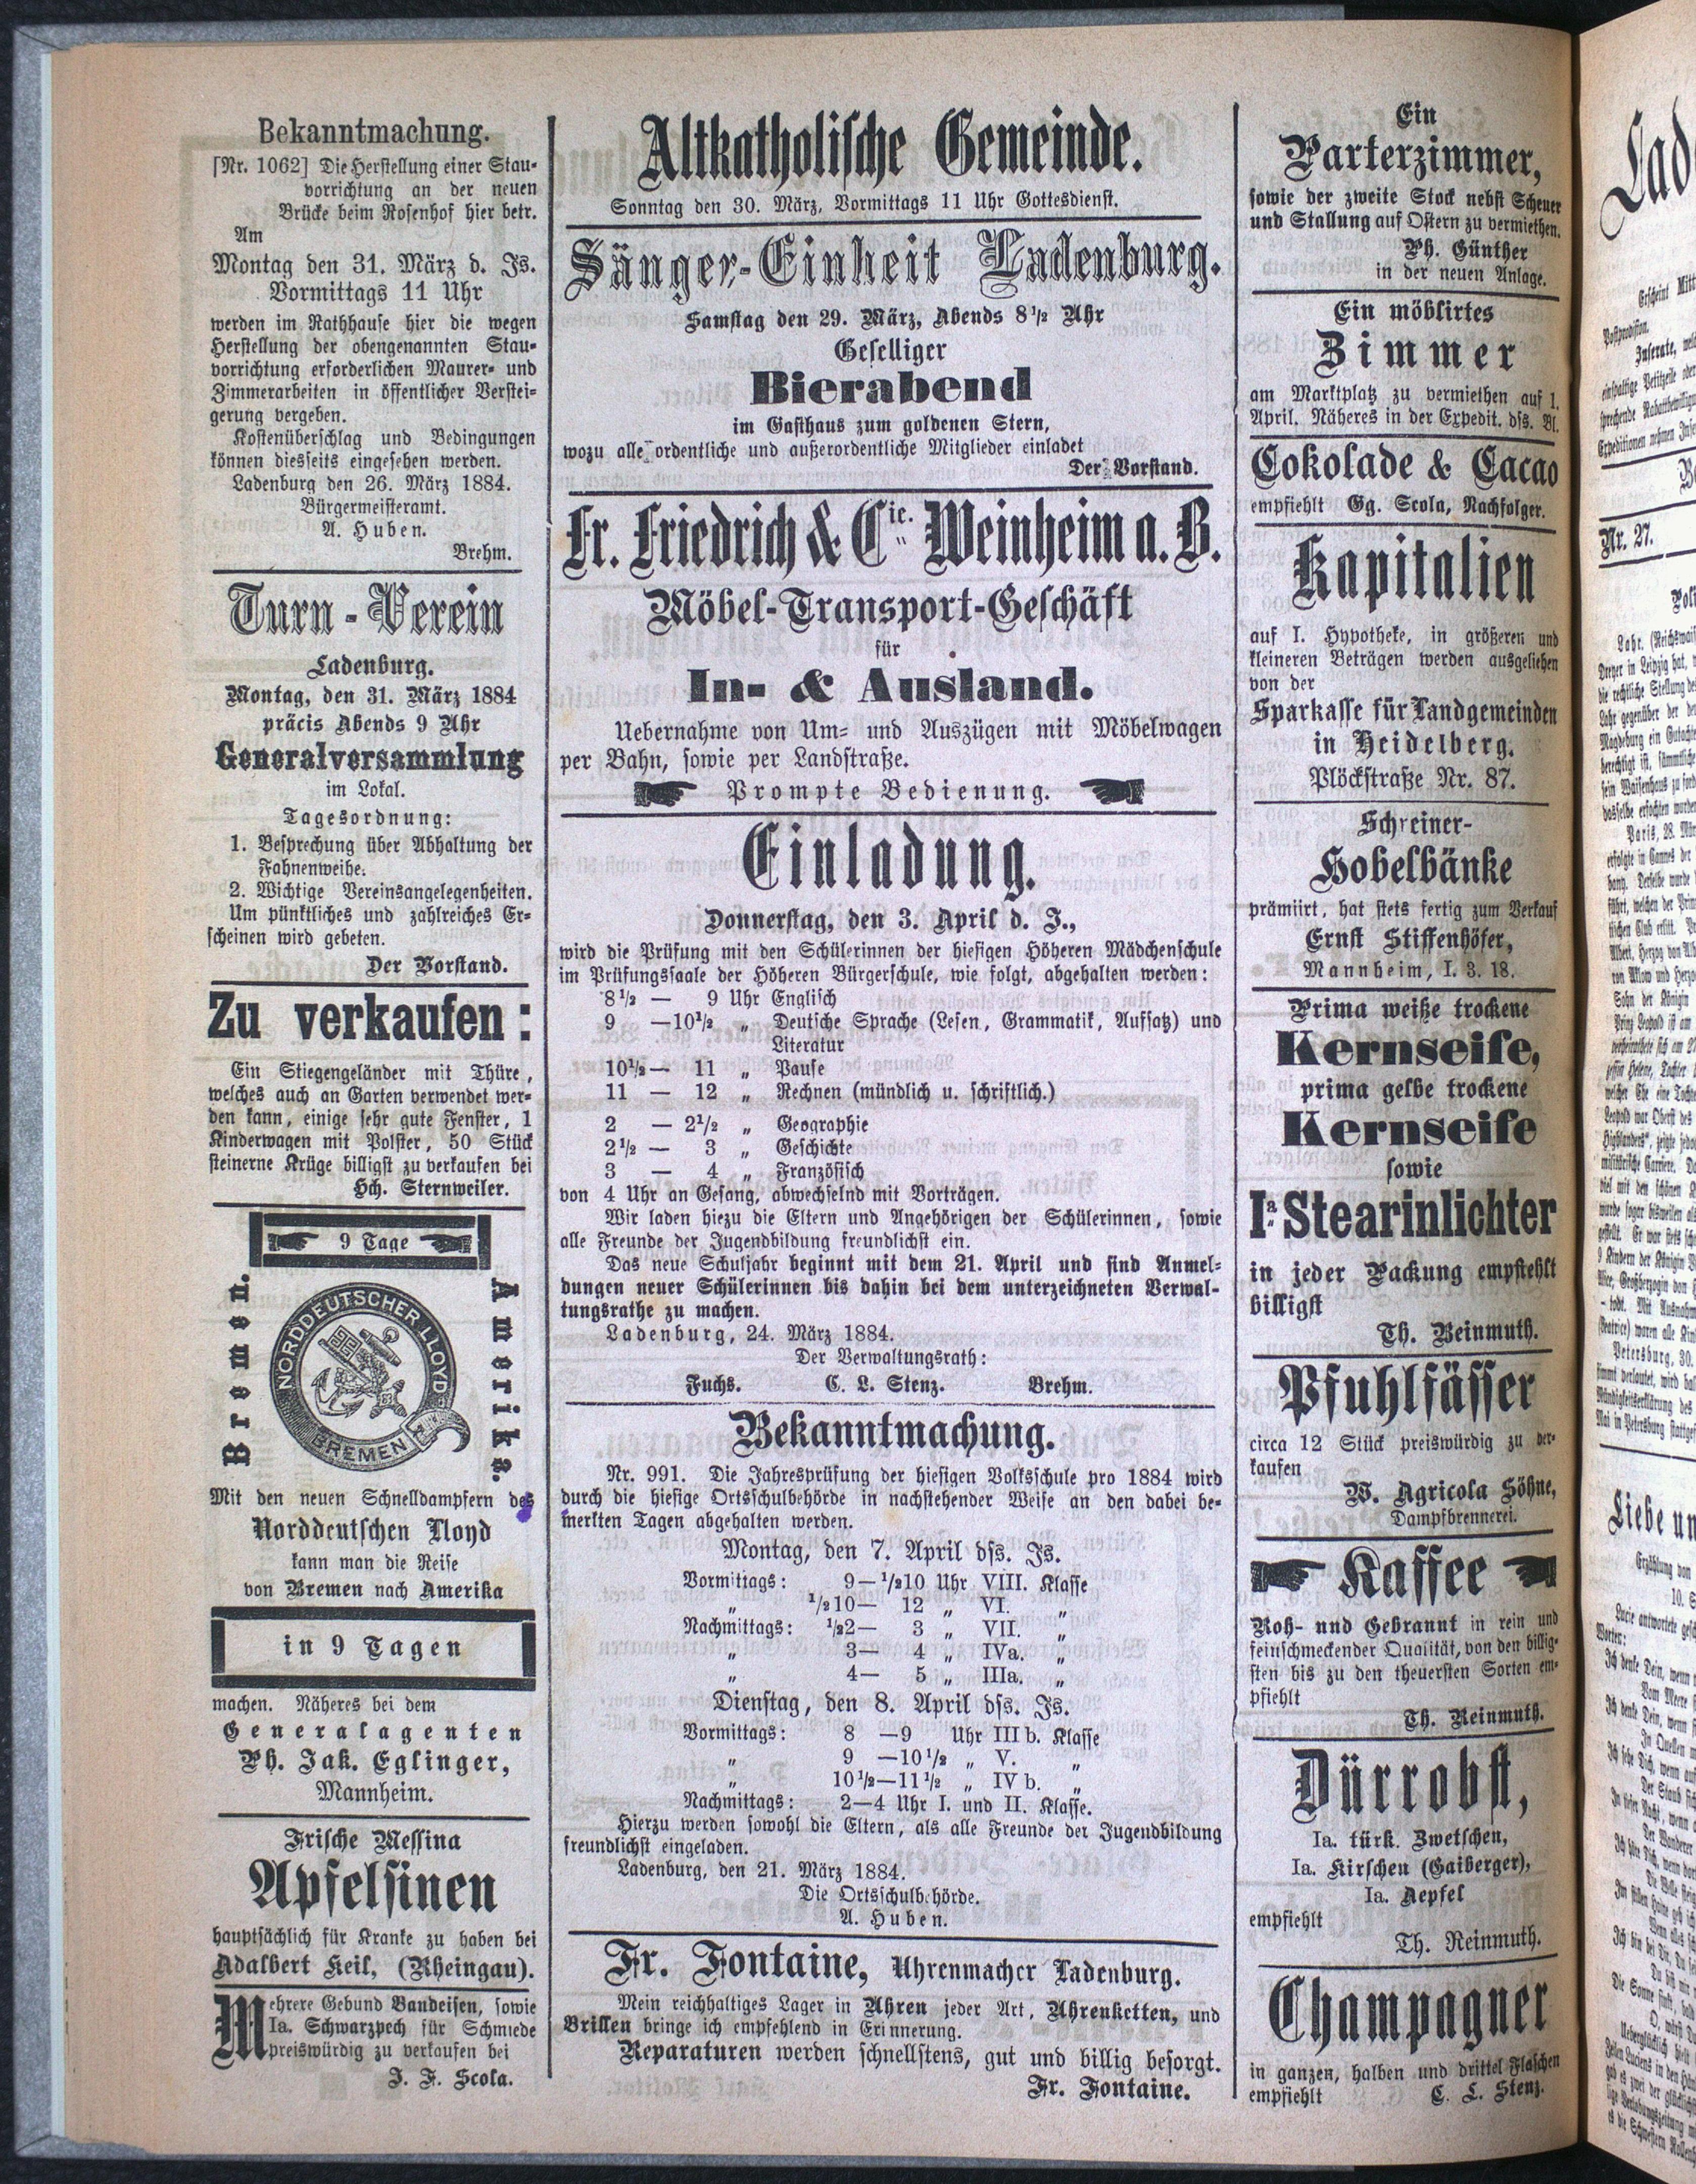 Bekanntmachung.
[Nr. 1062] Die Herstellung einer Stau-
vorrichtung an der neuen
Brücke beim Rosenhof hier betr.
Am
Montag den 31. März d. Js.
Vormittags 11 Uhr
werden im Rathhause hier die wegen
Herstellung der obengenannten Stau-
vorrichtung erforderlichen Maurer- und
Zimmerarbeiten in öffentlicher Verstei-
gerung vergeben.
Kostenüberschlag und Bedingungen
können diesseits eingesehen werden.
Ladenburg den 26. März 1884.
Bürgermeisteramt.
A. Huben.
Brehm.
Turn-Verein
Ladenburg.
Montag, den 31. März 1884
präcis Abends 9 Uhr
Generalversammlung
im Lokal.
Tagesordnung:
1. Besprechung über Abhaltung der
Fahnenweihe.
2. Wichtige Vereinsangelegenheiten.
Um pünktliches und zahlreiches Er-
scheinen wird gebeten.
Der Vorstand.
Zu verkaufen:
Ein Stiegengeländer mit Thüre,
welches auch an Garten verwendet wer-
den kann, einige sehr gute Fenster, 1
Kinderwagen mit Polster, 50 Stück
steinerne Krüge billigst zu verkaufen bei
Hch. Sternweiler.
9 Tage
Bremen.
NORDDEUTSCHER LLOYD
BREMEN
Amerika.
Mit den neuen Schnelldampfern des
Norddeutschen Lloyd
kann man die Reise
von Bremen nach Amerika
in 9 Tagen
machen. Näheres bei dem
Generalagenten
Ph. Jak. Eglinger,
Mannheim.
Frische Messina
Apfelsinen
hauptsächlich für Kranke zu haben bei
Adalbert Keil, (Rheingau).
Mehrere Gebund Bandeisen, sowie
Ia. Schwarzpech für Schmiede
preiswürdig zu verkaufen bei
J. F. Scola.
Altkatholische Gemeinde.
Sonntag den 30. März, Vormittags 11 Uhr Gottesdienst.
Sänger-Einheit Ladenburg.
Samstag den 29. März, Abends 8½ Uhr
Geselliger
Bierabend
im Gasthaus zum goldenen Stern,
wozu alle ordentliche und außerordentliche Mitglieder einladet
Der Vorstand.
Fr. Friedrich & Cie. Weinheim a. B.
Möbel-Transport-Geschäft
für
In- & Ausland.
Uebernahme von Um- und Auszügen mit Möbelwagen
per Bahn, sowie per Landstraße.
Prompte Bedienung.
Einladung.
Donnerstag, den 3. April d. J.,
wird die Prüfung mit den Schülerinnen der hiesigen Höheren Mädchenschule
im Prüfungssaale der Höheren Bürgerschule, wie folgt, abgehalten werden:
8½ — 9 Uhr Englisch
9 — 10½ „ Deutsche Sprache (Lesen, Grammatik, Aufsatz) und
Literatur
10½ — 11 „ Pause
11 — 12 „ Rechnen (mündlich u. schriftlich.)
2 — 2½ „ Geographie
2½ — 3 „ Geschichte
3 — 4 „ Französisch
von 4 Uhr an Gesang, abwechselnd mit Vorträgen.
Wir laden hiezu die Eltern und Angehörigen der Schülerinnen, sowie
alle Freunde der Jugendbildung freundlichst ein.
Das neue Schuljahr beginnt mit dem 21. April und sind Anmel-
dungen neuer Schülerinnen bis dahin bei dem unterzeichneten Verwal-
tungsrathe zu machen.
Ladenburg, 24. März 1884.
Der Verwaltungsrath:
Fuchs. C. L. Stenz. Brehm.
Bekanntmachung.
Nr. 991. Die Jahresprüfung der hiesigen Volksschule pro 1884 wird
durch die hiesige Ortsschulbehörde in nachstehender Weise an den dabei be-
merkten Tagen abgehalten werden.
Montag, den 7. April dss. Js.
Vormittags: 9—½10 Uhr VIII. Klasse
„ ½10— 12 „ VI. „
Nachmittags: ½2— 3 „ VII. „
„ 3— 4 „ IVa. „
„ 4— 5 „ IIIa. „
Dienstag, den 8. April dss. Js.
Vormittags: 8 —9 Uhr III b. Klasse
„ 9 —10½ „ V. „
„ 10½—11½ „ IV b. „
Nachmittags: 2—4 Uhr I. und II. Klasse.
Hierzu werden sowohl die Eltern, als alle Freunde der Jugendbildung
freundlichst eingeladen.
Ladenburg, den 21. März 1884.
Die Ortsschulbehörde.
A. Huben.
Fr. Fontaine, Uhrenmacher Ladenburg.
Mein reichhaltiges Lager in Uhren jeder Art, Uhrenketten, und
Brillen bringe ich empfehlend in Erinnerung.
Reparaturen werden schnellstens, gut und billig besorgt.
Fr. Fontaine.
Ein
Parterzimmer,
sowie der zweite Stock nebst Scheuer
und Stallung auf Ostern zu vermiethen.
Ph. Günther
in der neuen Anlage.
Ein möblirtes
Zimmer
am Marktplatz zu vermiethen auf 1.
April. Näheres in der Expedit. dss. Bl.
Cokolade & Cacao
empfiehlt Gg. Scola, Nachfolger.
Kapitalien
auf I. Hypotheke, in größeren und
kleineren Beträgen werden ausgeliehen
von der
Sparkasse für Landgemeinden
in Heidelberg.
Plöckstraße Nr. 87.
Schreiner-
Hobelbänke
prämiirt, hat stets fertig zum Verkauf
Ernst Stiffenhöfer,
Mannheim, I. 3. 18.
Prima weiße trockene
Kernseife,
prima gelbe trockene
Kernseife
sowie
Ia Stearinlichter
in jeder Packung empfiehlt
billigst
Th. Reinmuth.
Pfuhlfässer
circa 12 Stück preiswürdig zu ver-
kaufen
W. Agricola Söhne,
Dampfbrennerei.
Kaffee
Roh- und Gebrannt in rein und
feinschmeckender Qualität, von den billig-
sten bis zu den theuersten Sorten em-
pfiehlt
Th. Reinmuth.
Dürrobst,
Ia. türk. Zwetschen,
Ia. Kirschen (Gaiberger),
Ia. Aepfel
empfiehlt
Th. Reinmuth.
Champagner
in ganzen, halben und drittel Flaschen
empfiehlt C. L. Stenz.
Nr. 27.